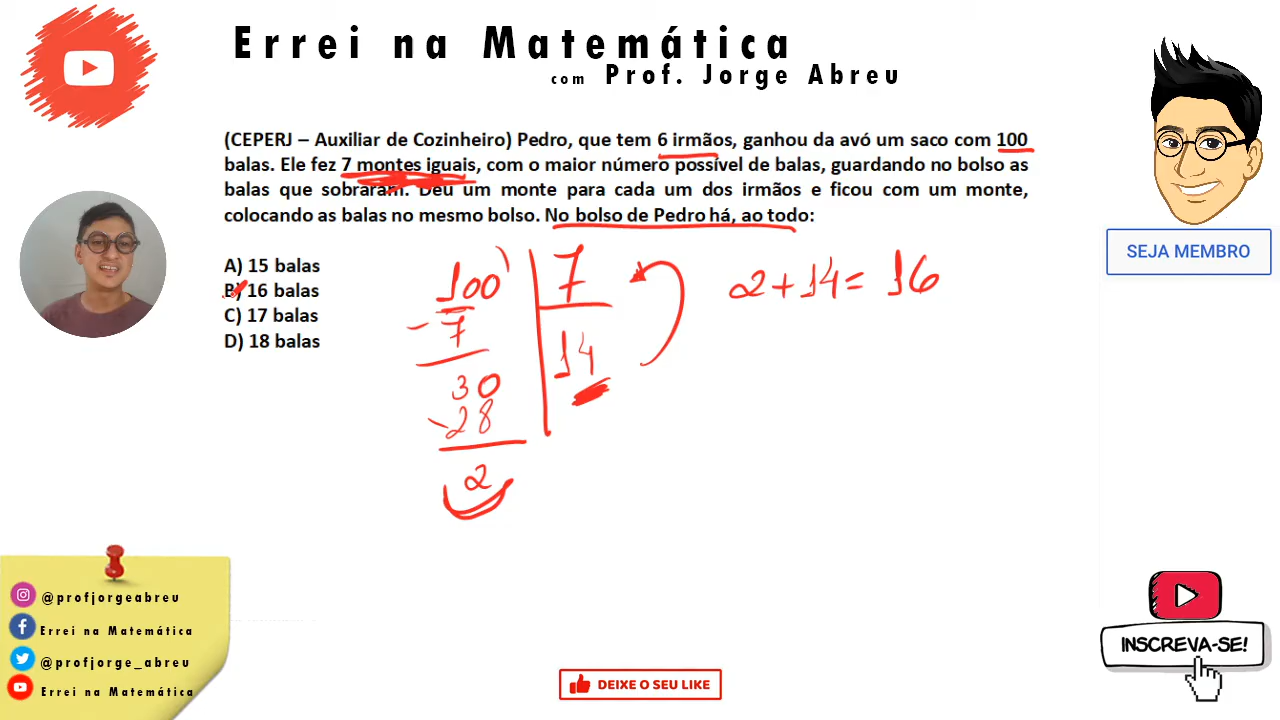 Errei na Matemática
com Prof. Jorge Abreu
(CEPERJ – Auxiliar de Cozinheiro) Pedro, que tem 6 irmãos, ganhou da avó um saco com 100
balas. Ele fez 7 montes iguais, com o maior número possível de balas, guardando no bolso as
balas que sobraram. Deu um monte para cada um dos irmãos e ficou com um monte,
colocando as balas no mesmo bolso. No bolso de Pedro há, ao todo:
SEJA MEMBRO
A) 15 balas
B) 16 balas
C) 17 balas
D) 18 balas
100 7
2+14= 16
-7
14
30
-28
2
@profjorgeabreu
Errei na Matemática
@profjorge_abreu
Errei na Matemática
INSCREVA-SE!
DEIXE O SEU LIKE